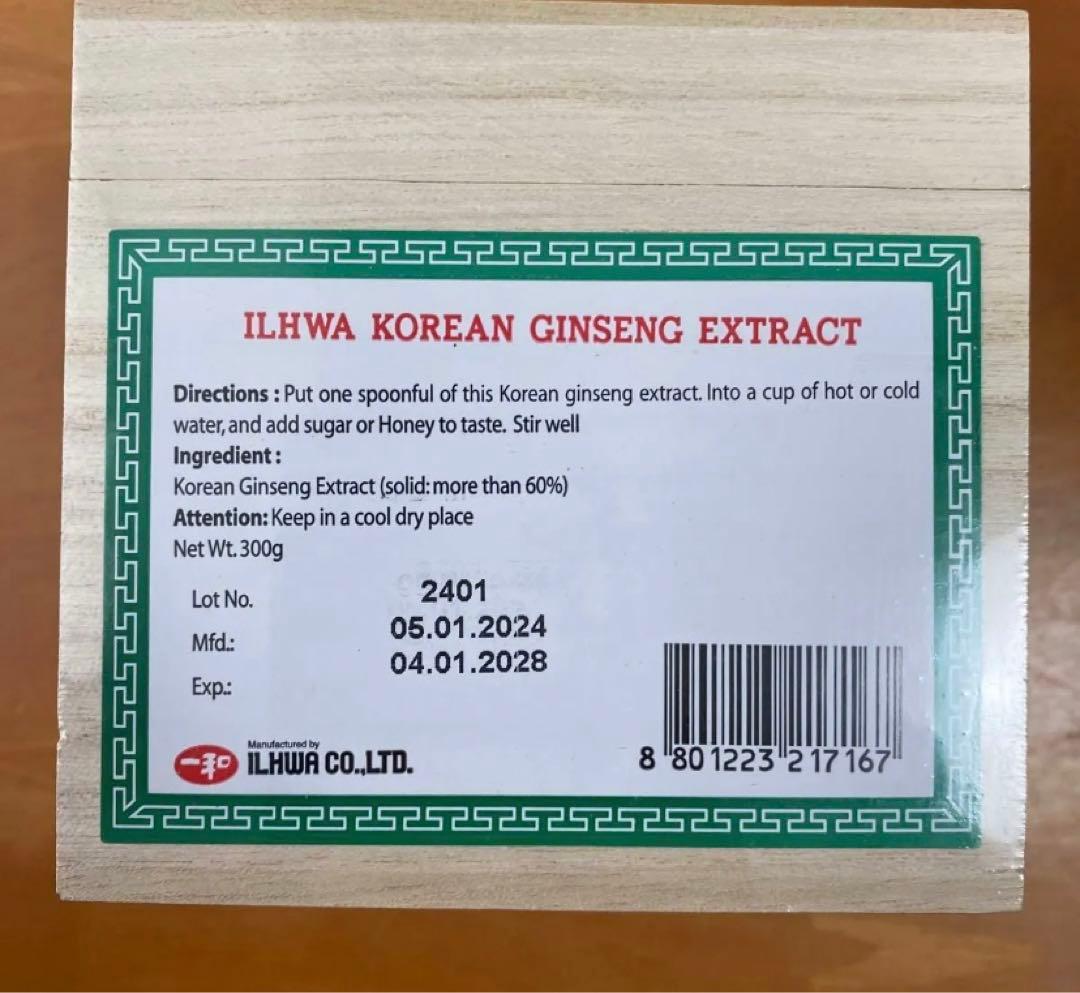 ILHWA KOREAN GINSENG EXTRACT
Directions : Put one spoonful of this Korean ginseng extract. Into a cup of hot or cold
water, and add sugar or Honey to taste. Stir well
Ingredient :
Korean Ginseng Extract (solid: more than 60%)
Attention: Keep in a cool dry place
Net Wt. 300g
Lot No. 2401
Mfd.: 05.01.2024
Exp.: 04.01.2028
一和
Manufactured by
ILHWA CO.,LTD.
8 801223 217167